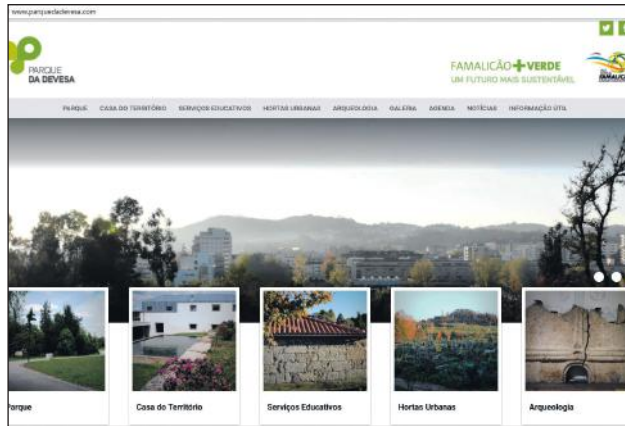 www.parquedadevesa.com
PARQUE
DA DEVESA
FAMALICÃO+VERDE
UM FUTURO MAIS SUSTENTÁVEL
PARQUE CASA DO TERRITÓRIO SERVIÇOS EDUCATIVOS HORTAS URBANAS ARQUEOLOGIA GALERIA AGENDA NOTÍCIAS INFORMAÇÃO ÚTIL
Parque Casa do Território Serviços Educativos Hortas Urbanas Arqueologia